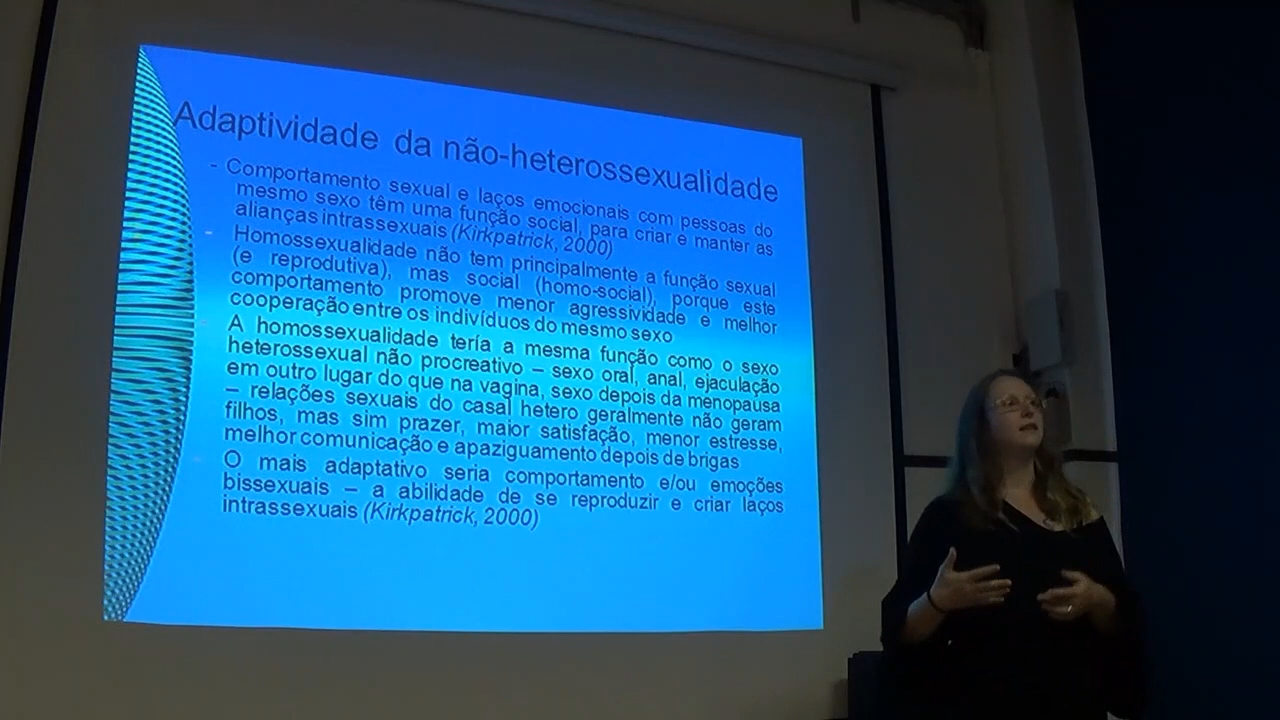 Adaptividade da não-heterossexualidade
- Comportamento sexual e laços emocionais com pessoas do
mesmo sexo têm uma função social, para criar e manter as
alianças intrassexuais (Kirkpatrick, 2000)
- Homossexualidade não tem principalmente a função sexual
(e reprodutiva), mas social (homo-social), porque este
comportamento promove menor agressividade e melhor
cooperação entre os indivíduos do mesmo sexo
- A homossexualidade tería a mesma função como o sexo
heterossexual não procreativo – sexo oral, anal, ejaculação
em outro lugar do que na vagina, sexo depois da menopausa
– relações sexuais do casal hetero geralmente não geram
filhos, mas sim prazer, maior satisfação, menor estresse,
melhor comunicação e apaziguamento depois de brigas
- O mais adaptativo seria comportamento e/ou emoções
bissexuais – a abilidade de se reproduzir e criar laços
intrassexuais (Kirkpatrick, 2000)